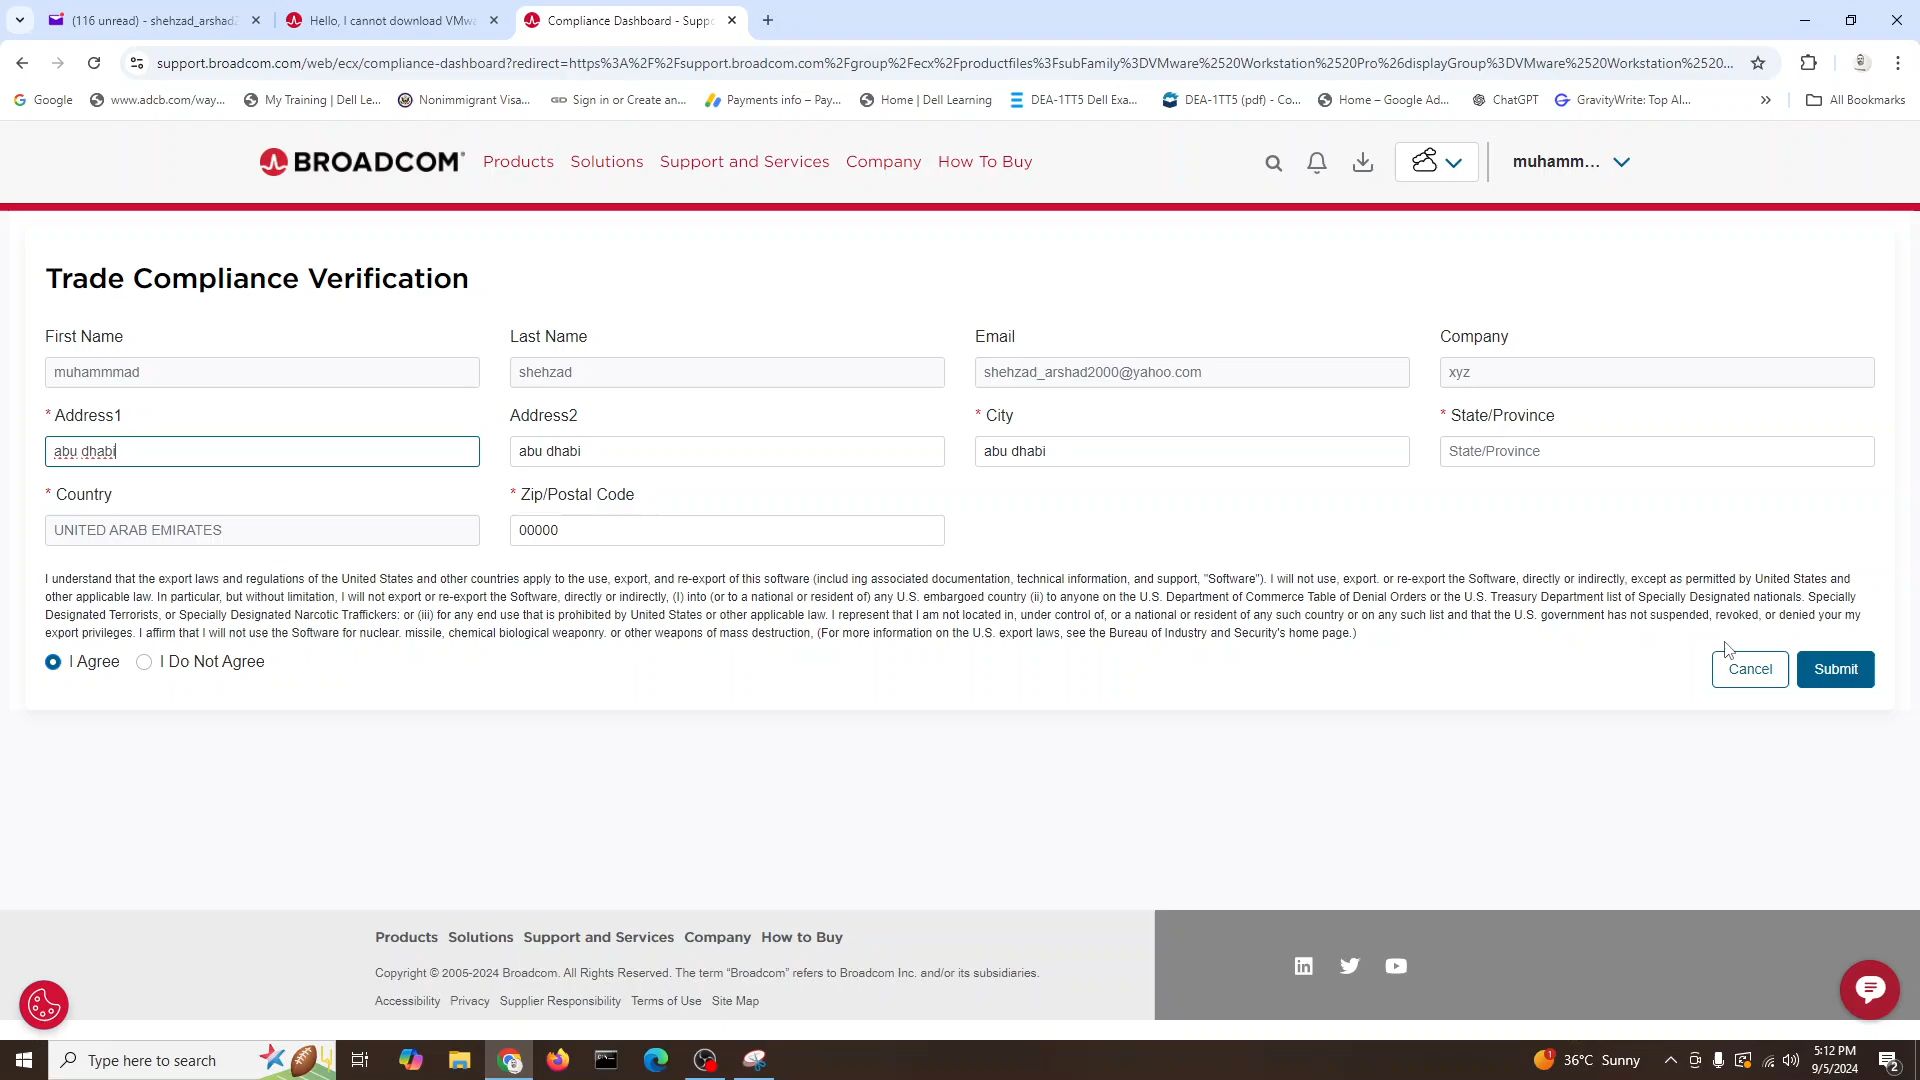 (116 unread) - shehzad_arshad2
Hello, I cannot download VMwa
Compliance Dashboard - Suppo
support.broadcom.com/web/ecx/compliance-dashboard?redirect=https%3A%2F%2Fsupport.broadcom.com%2Fgroup%2Fecx%2Fproductfiles%3FsubFamily%3DVMware%2520Workstation%2520Pro%26displayGroup%3DVMware%2520Workstation%2520...
Google www.adcb.com/way... My Training | Dell Le... Nonimmigrant Visa... Sign in or Create an... Payments info – Pay... Home | Dell Learning DEA-1TT5 Dell Exa... DEA-1TT5 (pdf) - Co... Home – Google Ad... ChatGPT GravityWrite: Top AI... All Bookmarks
BROADCOM Products Solutions Support and Services Company How To Buy muhamm...
Trade Compliance Verification
First Name Last Name Email Company
muhammmad shehzad shehzad_arshad2000@yahoo.com xyz
* Address1 Address2 * City * State/Province
abu dhabi abu dhabi abu dhabi State/Province
* Country * Zip/Postal Code
UNITED ARAB EMIRATES 00000
I understand that the export laws and regulations of the United States and other countries apply to the use, export, and re-export of this software (includ ing associated documentation, technical information, and support, "Software"). I will not use, export. or re-export the Software, directly or indirectly, except as permitted by United States and
other applicable law. In particular, but without limitation, I will not export or re-export the Software, directly or indirectly, (I) into (or to a national or resident of) any U.S. embargoed country (ii) to anyone on the U.S. Department of Commerce Table of Denial Orders or the U.S. Treasury Department list of Specially Designated nationals. Specially
Designated Terrorists, or Specially Designated Narcotic Traffickers: or (iii) for any end use that is prohibited by United States or other applicable law. I represent that I am not located in, under control of, or a national or resident of any such country or on any such list and that the U.S. government has not suspended, revoked, or denied your my
export privileges. I affirm that I will not use the Software for nuclear. missile, chemical biological weaponry. or other weapons of mass destruction, (For more information on the U.S. export laws, see the Bureau of Industry and Security's home page.)
I Agree I Do Not Agree
Cancel Submit
Products Solutions Support and Services Company How to Buy
Copyright © 2005-2024 Broadcom. All Rights Reserved. The term “Broadcom” refers to Broadcom Inc. and/or its subsidiaries.
Accessibility Privacy Supplier Responsibility Terms of Use Site Map
Type here to search
1
36°C Sunny
5:12 PM
9/5/2024
2